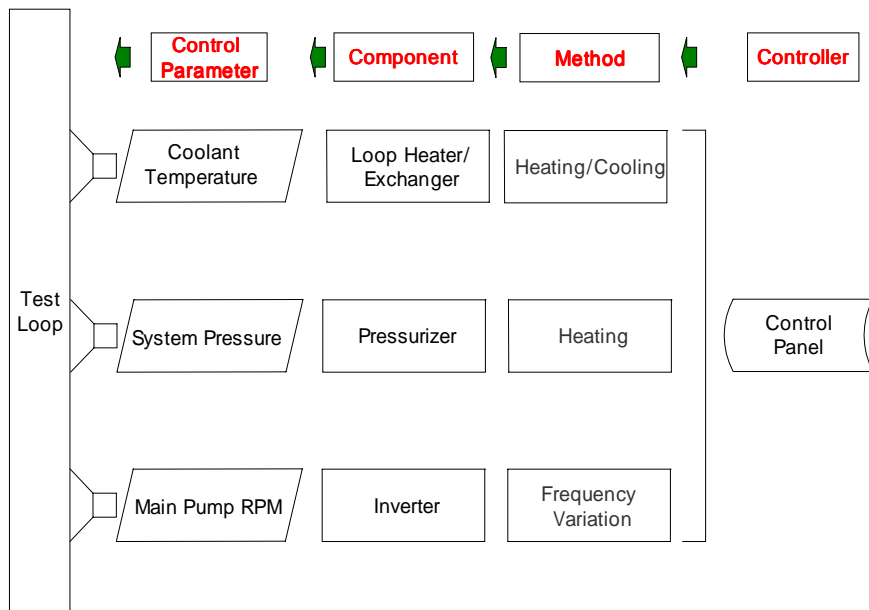 Control
Parameter
Component
Method
Controller
Coolant
Temperature
Loop Heater/
Exchanger
Heating/Cooling
Test
Loop
System Pressure
Pressurizer
Heating
Control
Panel
Main Pump RPM
Inverter
Frequency
Variation